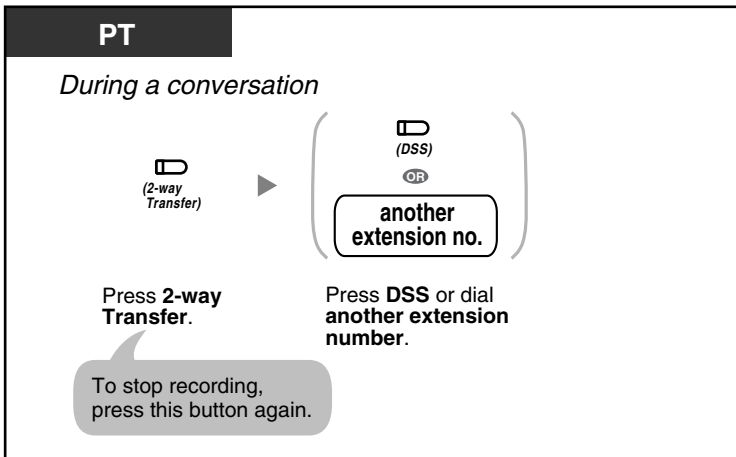 PT
During a conversation
(DSS)
OR
(2-way
Transfer)
another
extension no.
Press 2-way
Transfer.
Press DSS or dial
another extension
number.
To stop recording,
press this button again.